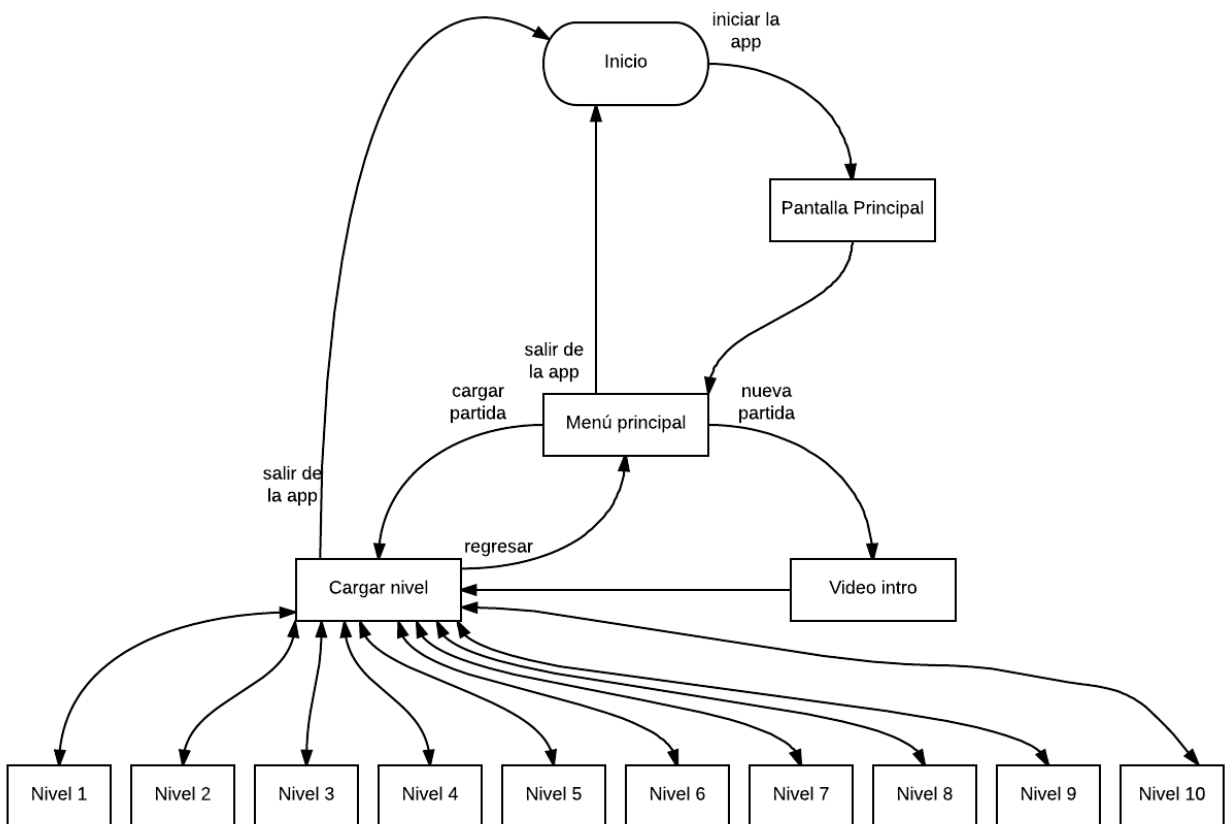 iniciar la
app
Inicio
Pantalla Principal
salir de
la app
cargar
partida
nueva
partida
Menú principal
salir de
la app
regresar
Cargar nivel
Video intro
Nivel 1
Nivel 2
Nivel 3
Nivel 4
Nivel 5
Nivel 6
Nivel 7
Nivel 8
Nivel 9
Nivel 10